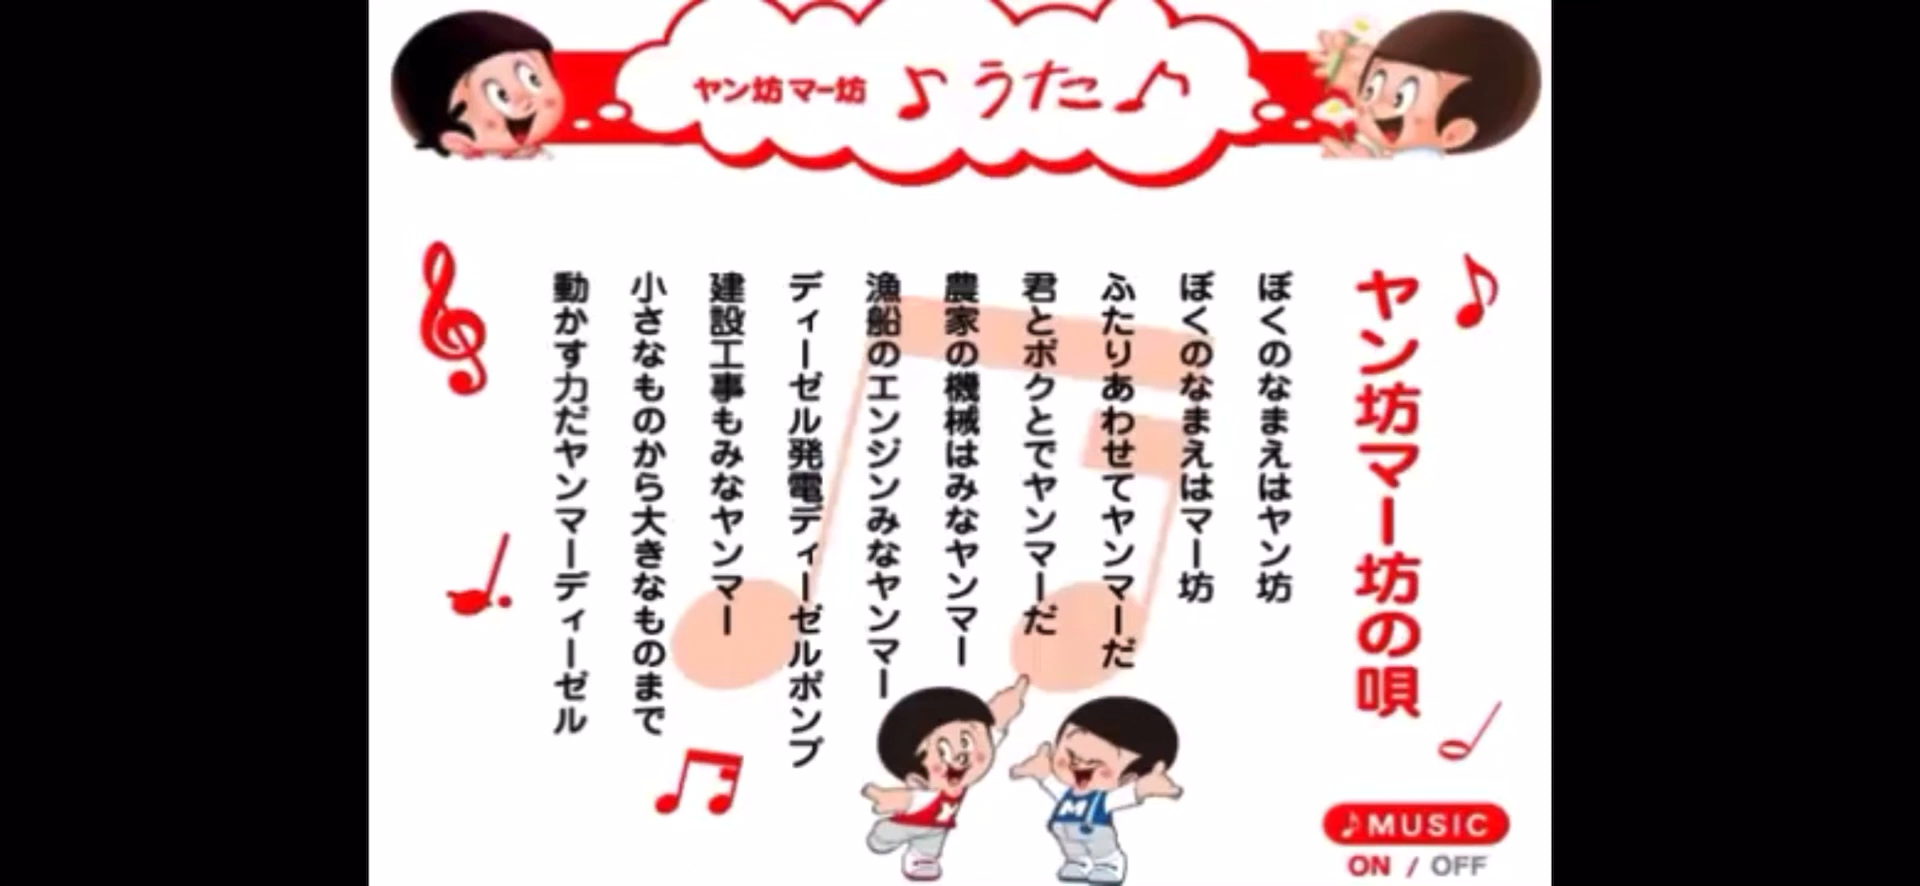 ヤン坊マー坊 ♪うた♪
ヤン坊マー坊の唄
ぼくのなまえはヤン坊
ぼくのなまえはマー坊
ふたりあわせてヤンマーだ
君とボクとでヤンマーだ
農家の機械はみなヤンマー
漁船のエンジンみなヤンマー
ディーゼル発電ディーゼルポンプ
建設工事もみなヤンマー
小さなものから大きなものまで
動かす力だヤンマーディーゼル
Y
M
♪MUSIC
ON / OFF